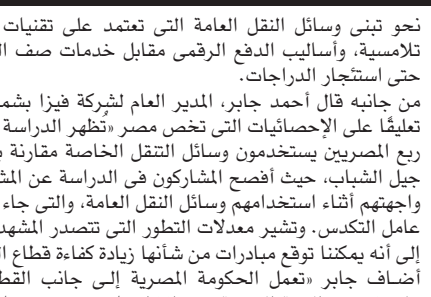 نحو تبنى وسائل النقل العامة التى تعتمد على تقنيات
تلامسية، وأساليب الدفع الرقمى مقابل خدمات صف
حتى استئجار الدراجات.
من جانبه قال أحمد جابر، المدير العام لشركة فيزا
تعليقًا على الإحصائيات التى تخص مصر «تُظهر الدراسة
ربع المصريين يستخدمون وسائل التنقل الخاصة مقارنة
جيل الشباب، حيث أفصح المشاركون فى الدراسة عن
واجهتهم أثناء استخدامهم وسائل النقل العامة، والتى جاء
عامل التكدس. وتشير معدلات التطور التى تتصدر المشهد
إلى أنه يمكننا توقع مبادرات من شأنها زيادة كفاءة قطاع
أضاف جابر «تعمل الحكومة المصرية إلى جانب